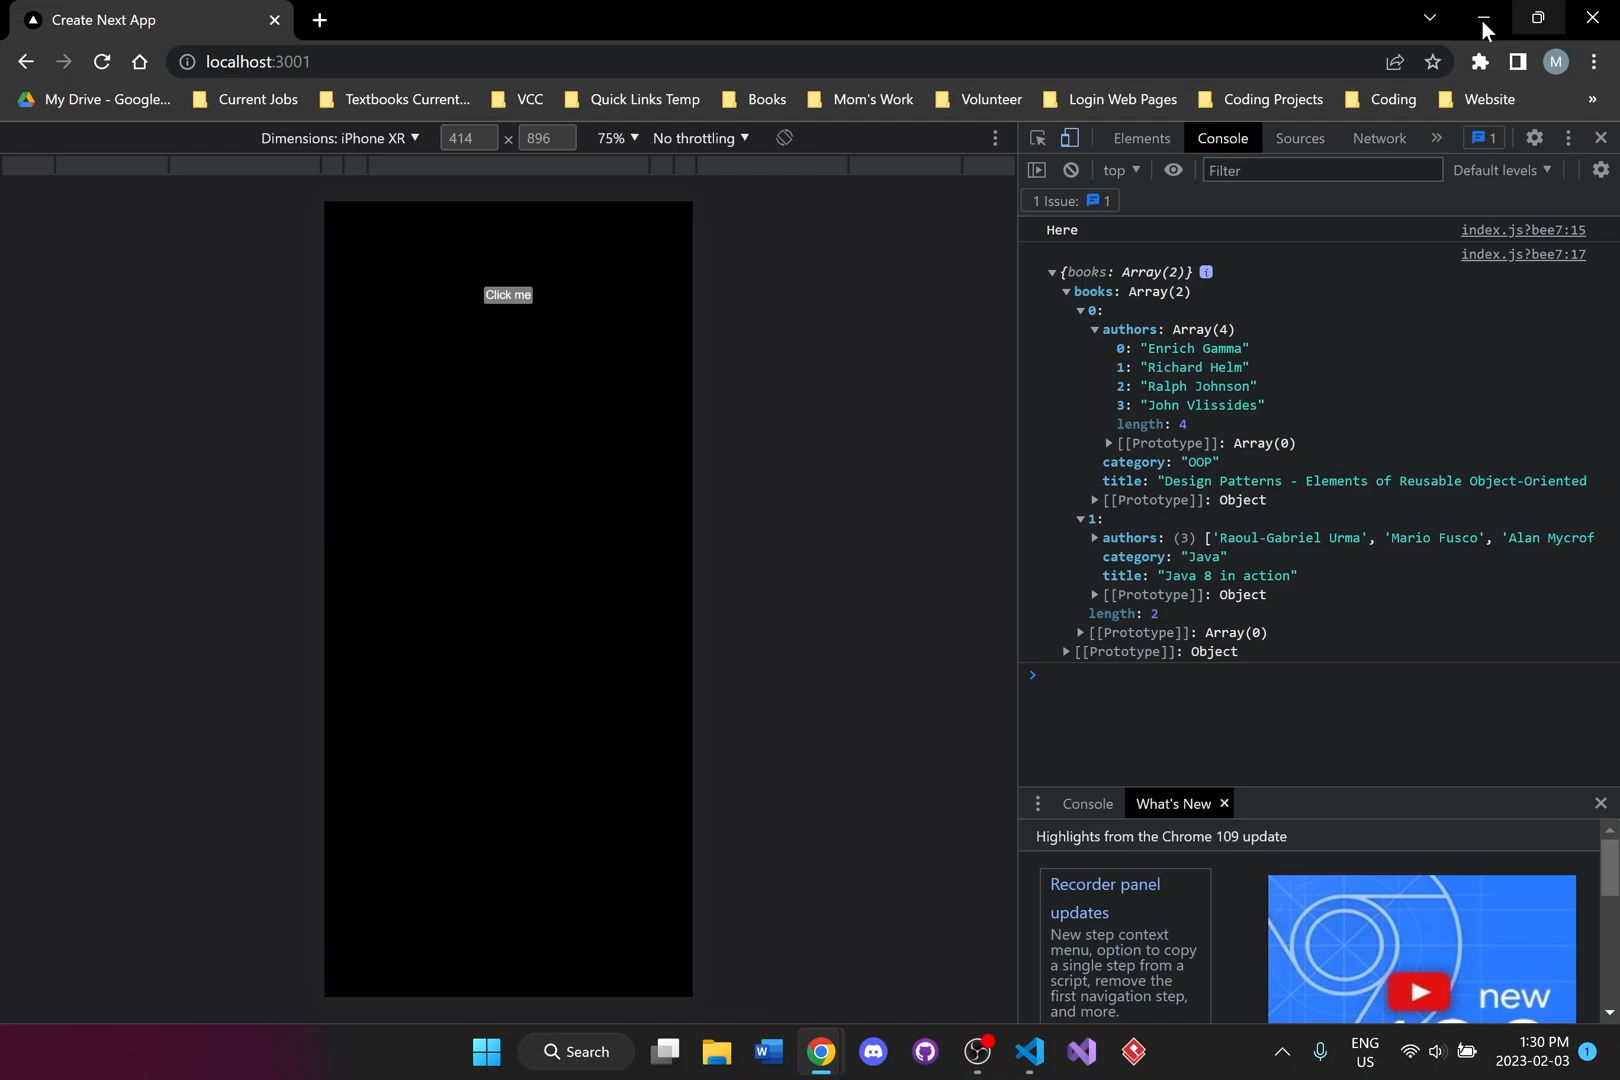 Create Next App
localhost:3001
M
My Drive - Google... Current Jobs Textbooks Current... VCC Quick Links Temp Books Mom's Work Volunteer Login Web Pages Coding Projects Coding Website »
Dimensions: iPhone XR 414 × 896 75% No throttling
Elements Console Sources Network » 1
top Filter Default levels
1 Issue: 1
Click me
Here index.js?bee7:15
index.js?bee7:17
{books: Array(2)} i
books: Array(2)
0:
authors: Array(4)
0: "Enrich Gamma"
1: "Richard Helm"
2: "Ralph Johnson"
3: "John Vlissides"
length: 4
[[Prototype]]: Array(0)
category: "OOP"
title: "Design Patterns - Elements of Reusable Object-Oriented
[[Prototype]]: Object
1:
authors: (3) ['Raoul-Gabriel Urma', 'Mario Fusco', 'Alan Mycrof
category: "Java"
title: "Java 8 in action"
[[Prototype]]: Object
length: 2
[[Prototype]]: Array(0)
[[Prototype]]: Object
Console What's New
Highlights from the Chrome 109 update
Recorder panel
updates
New step context
menu, option to copy
a single step from a
script, remove the
first navigation step,
and more.
new
Search
ENG
US
1:30 PM
2023-02-03
1